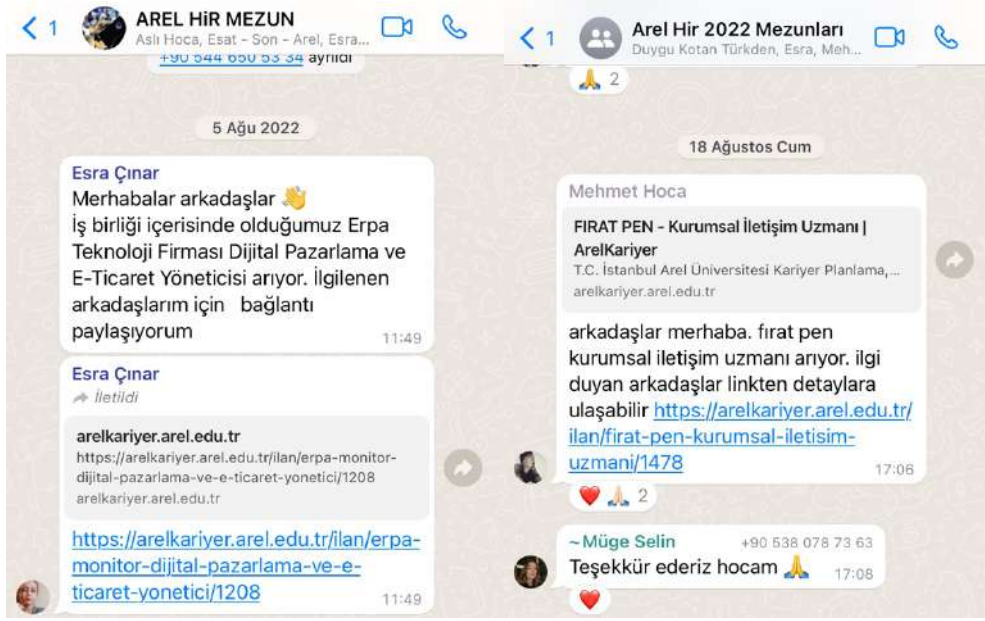 1
AREL HiR MEZUN
Aslı Hoca, Esat - Son - Arel, Esra...
+90 544 650 53 34 ayrıldı
5 Ağu 2022
Esra Çınar
Merhabalar arkadaşlar 👋
İş birliği içerisinde olduğumuz Erpa
Teknoloji Firması Dijital Pazarlama ve
E-Ticaret Yöneticisi arıyor. İlgilenen
arkadaşlarım için bağlantı
paylaşıyorum
11:49
Esra Çınar
İletildi
arelkariyer.arel.edu.tr
https://arelkariyer.arel.edu.tr/ilan/erpa-monitor-
dijital-pazarlama-ve-e-ticaret-yonetici/1208
arelkariyer.arel.edu.tr
https://arelkariyer.arel.edu.tr/ilan/erpa-
monitor-dijital-pazarlama-ve-e-
ticaret-yonetici/1208
11:49
1
Arel Hir 2022 Mezunları
Duygu Kotan Türkden, Esra, Meh...
🙏 2
18 Ağustos Cum
Mehmet Hoca
FIRAT PEN - Kurumsal İletişim Uzmanı |
ArelKariyer
T.C. İstanbul Arel Üniversitesi Kariyer Planlama,...
arelkariyer.arel.edu.tr
arkadaşlar merhaba. fırat pen
kurumsal iletişim uzmanı arıyor. ilgi
duyan arkadaşlar linkten detaylara
ulaşabilir https://arelkariyer.arel.edu.tr/
ilan/firat-pen-kurumsal-iletisim-
uzmani/1478
17:06
❤️🙏🏻 2
~Müge Selin +90 538 078 73 63
Teşekkür ederiz hocam 🙏
17:08
❤️